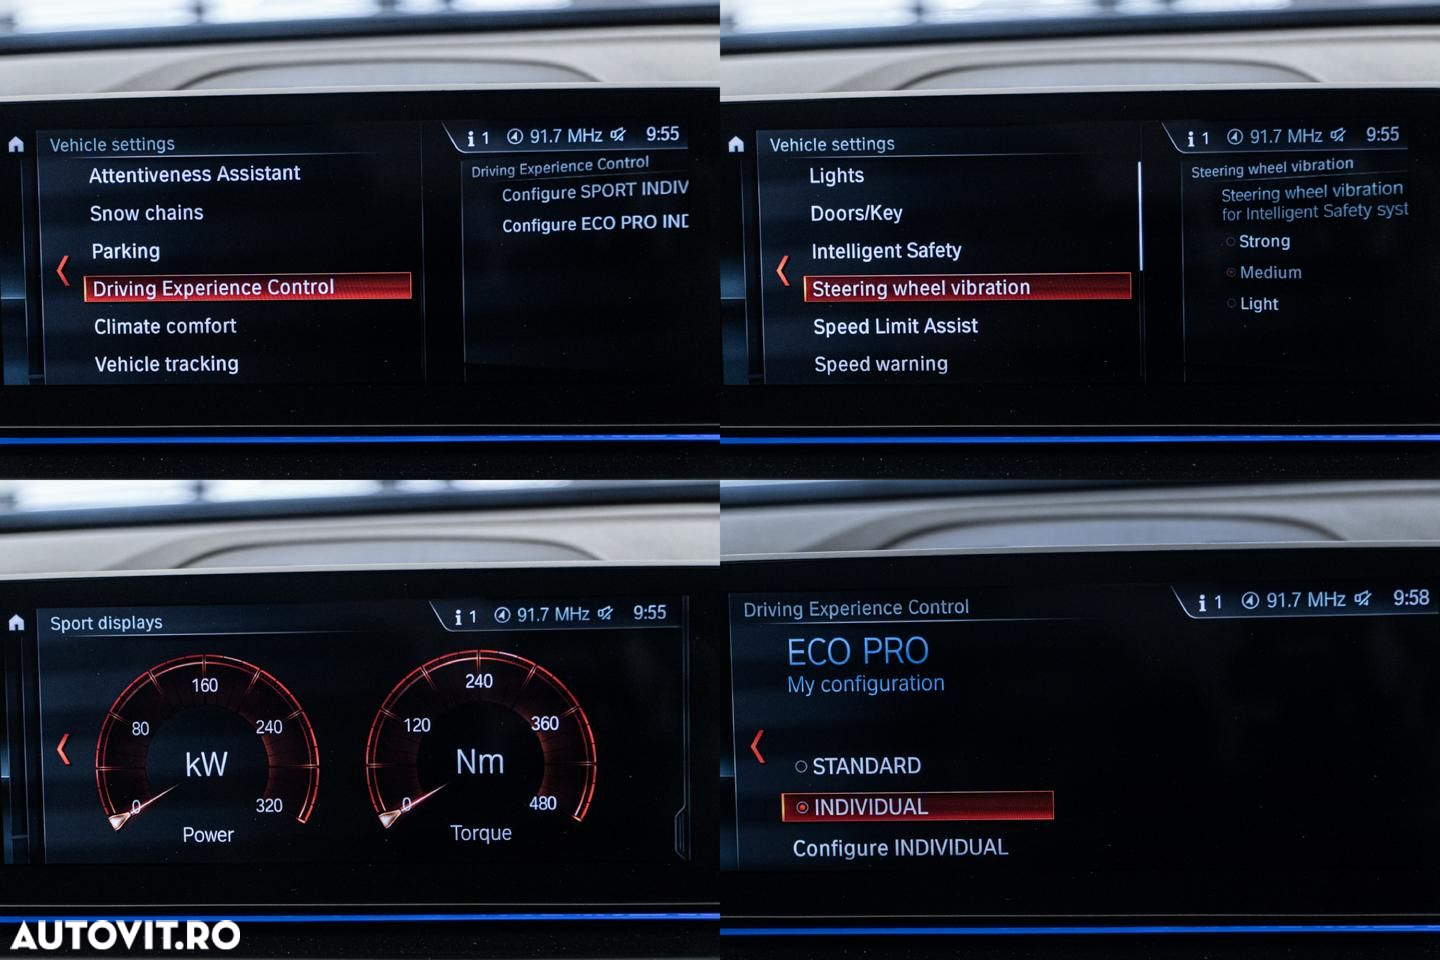 Vehicle settings
i 1 91.7 MHz 9:55
Attentiveness Assistant
Snow chains
Parking
Driving Experience Control
Climate comfort
Vehicle tracking
Driving Experience Control
Configure SPORT INDIV
Configure ECO PRO IND
Vehicle settings
i 1 91.7 MHz 9:55
Lights
Doors/Key
Intelligent Safety
Steering wheel vibration
Speed Limit Assist
Speed warning
Steering wheel vibration
Steering wheel vibration
for Intelligent Safety syst
Strong
Medium
Light
Sport displays
i 1 91.7 MHz 9:55
0 80 160 240 320
kW
Power
0 120 240 360 480
Nm
Torque
Driving Experience Control
i 1 91.7 MHz 9:58
ECO PRO
My configuration
STANDARD
INDIVIDUAL
Configure INDIVIDUAL
AUTOVIT.RO